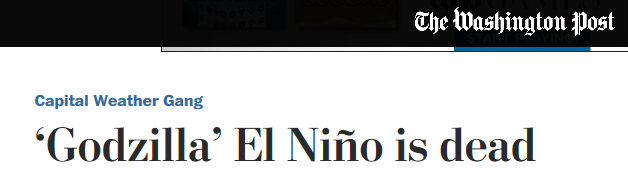 The Washington Post
Capital Weather Gang
‘Godzilla’ El Niño is dead